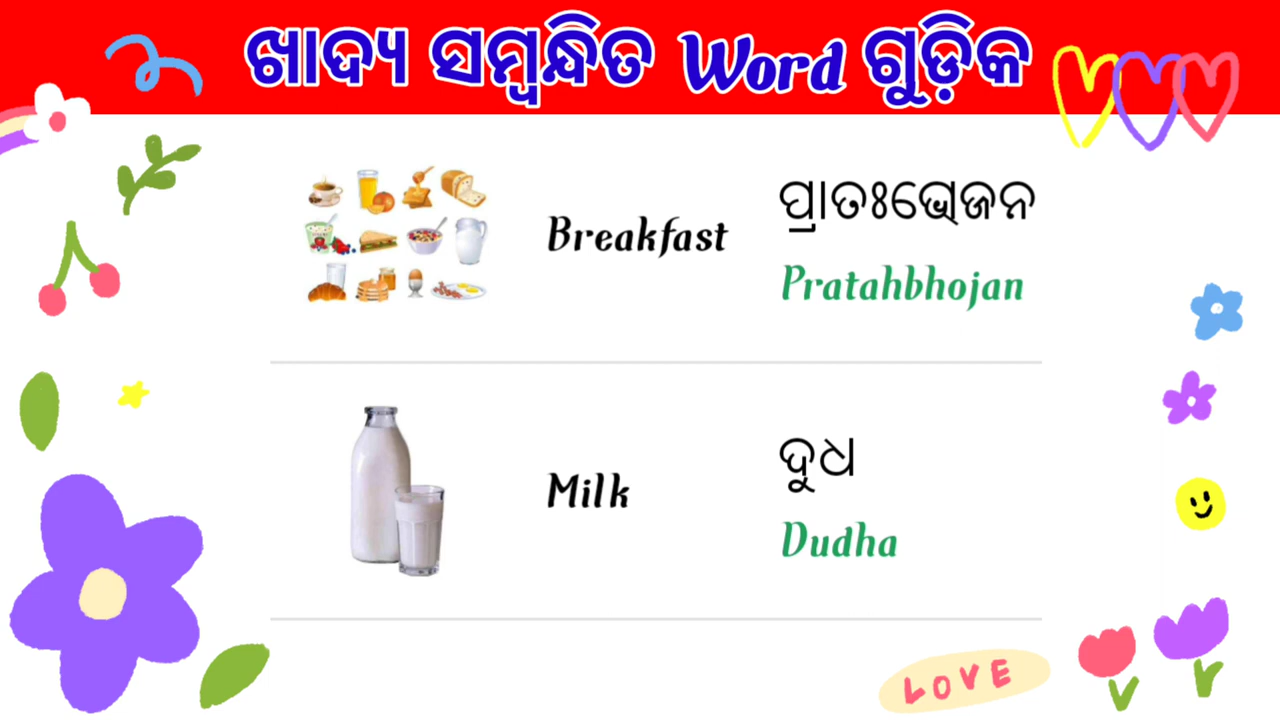 ଖାଦ୍ୟ ସମ୍ବନ୍ଧିତ Word ଗୁଡ଼ିକ
Breakfast
ପ୍ରାତଃଭୋଜନ
Pratahbhojan
Milk
ଦୁଧ
Dudha
LOVE